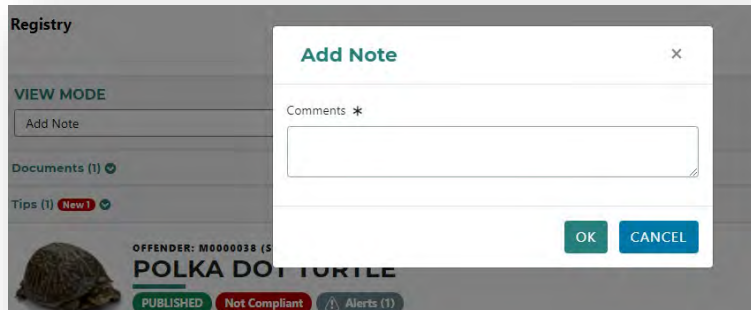 Registry
Add Note
×
VIEW MODE
Add Note
Comments ∗
Documents (1)
Tips (1) New 1
OFFENDER: M0000038 (S
POLKA DOT TURTLE
PUBLISHED Not Compliant Alerts (1)
OK CANCEL